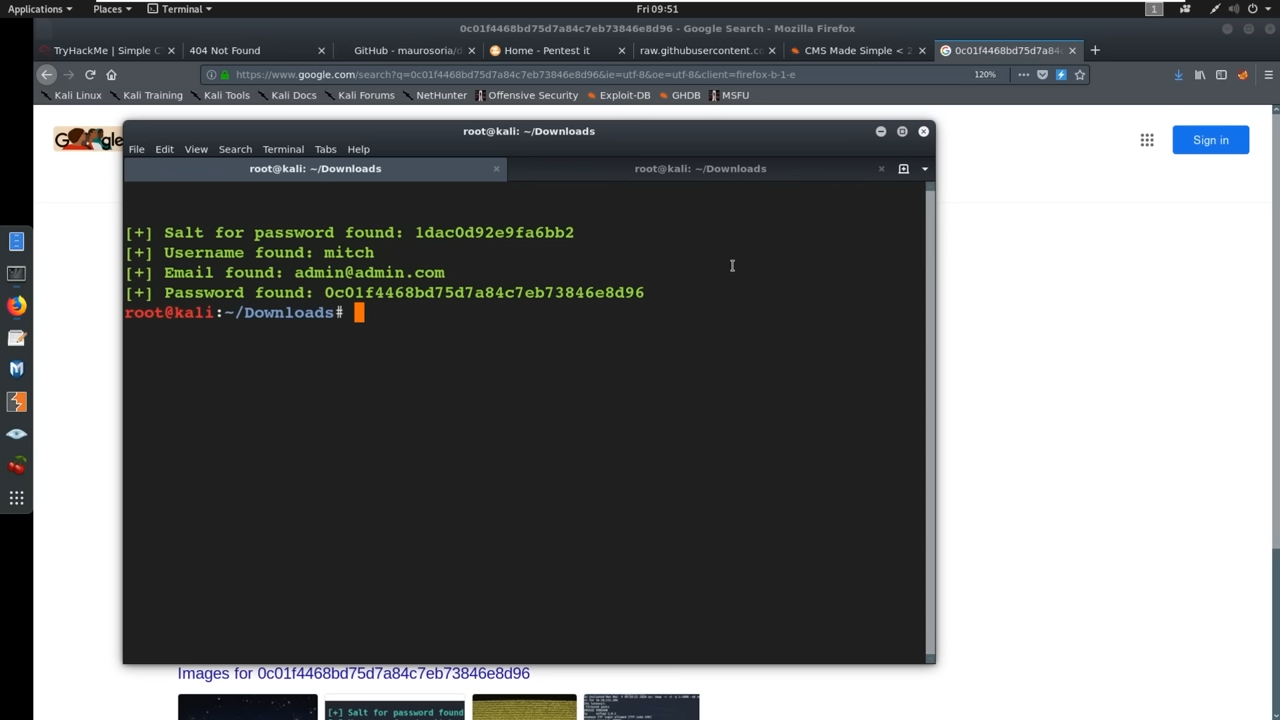 Applications Places Terminal Fri 09:51 1
0c01f4468bd75d7a84c7eb73846e8d96 - Google Search - Mozilla Firefox
TryHackMe | Simple C 404 Not Found GitHub - maurosoria/d Home - Pentest it raw.githubusercontent.co CMS Made Simple < 2 0c01f4468bd75d7a84
https://www.google.com/search?q=0c01f4468bd75d7a84c7eb73846e8d96&ie=utf-8&oe=utf-8&client=firefox-b-1-e 120%
Kali Linux Kali Training Kali Tools Kali Docs Kali Forums NetHunter Offensive Security Exploit-DB GHDB MSFU
Google Sign in
root@kali: ~/Downloads
File Edit View Search Terminal Tabs Help
root@kali: ~/Downloads root@kali: ~/Downloads
[+] Salt for password found: 1dac0d92e9fa6bb2
[+] Username found: mitch
[+] Email found: admin@admin.com
[+] Password found: 0c01f4468bd75d7a84c7eb73846e8d96
root@kali:~/Downloads#
Images for 0c01f4468bd75d7a84c7eb73846e8d96
[+] Salt for password found